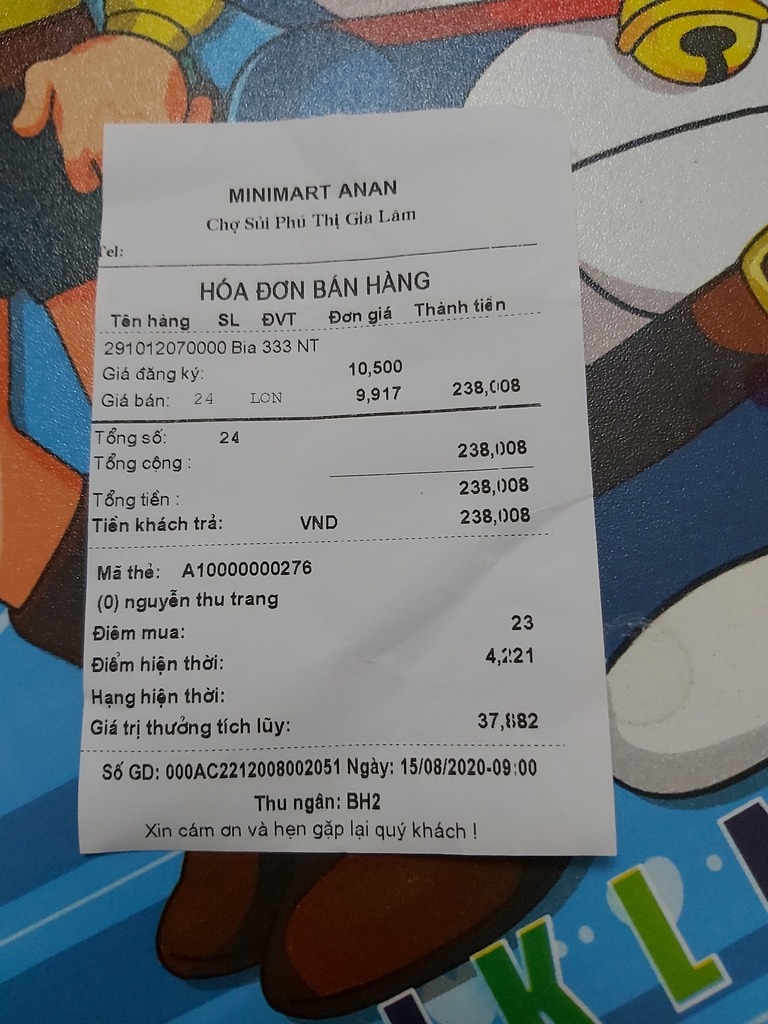 MINIMART ANAN
Chợ Sủi Phú Thị Gia Lâm
Tel:
HÓA ĐƠN BÁN HÀNG
Tên hàng SL ĐVT Đơn giá Thành tiền
291012070000 Bia 333 NT
Giá đăng ký: 10,500
Giá bán: 24 LON 9,917 238,008
Tổng số: 24
Tổng cộng : 238,008
Tổng tiền : 238,008
Tiền khách trả: VND 238,008
Mã thẻ: A10000000276
(0) nguyễn thu trang
Điểm mua: 23
Điểm hiện thời: 4,221
Hạng hiện thời:
Giá trị thưởng tích lũy: 37,882
Số GD: 000AC2212008002051 Ngày: 15/08/2020-09:00
Thu ngân: BH2
Xin cám ơn và hẹn gặp lại quý khách !
K L